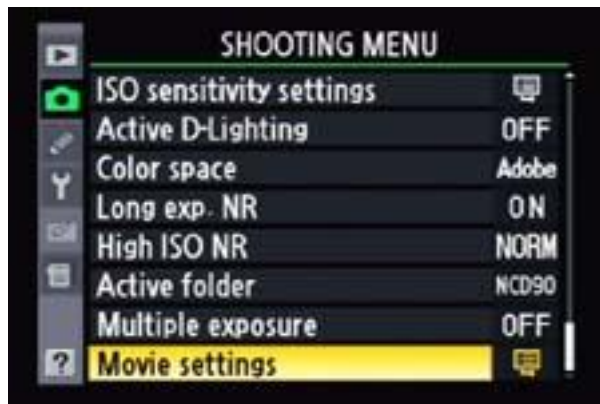 SHOOTING MENU
ISO sensitivity settings
Active D-Lighting OFF
Color space Adobe
Long exp. NR ON
High ISO NR NORM
Active folder NCD90
Multiple exposure OFF
? Movie settings